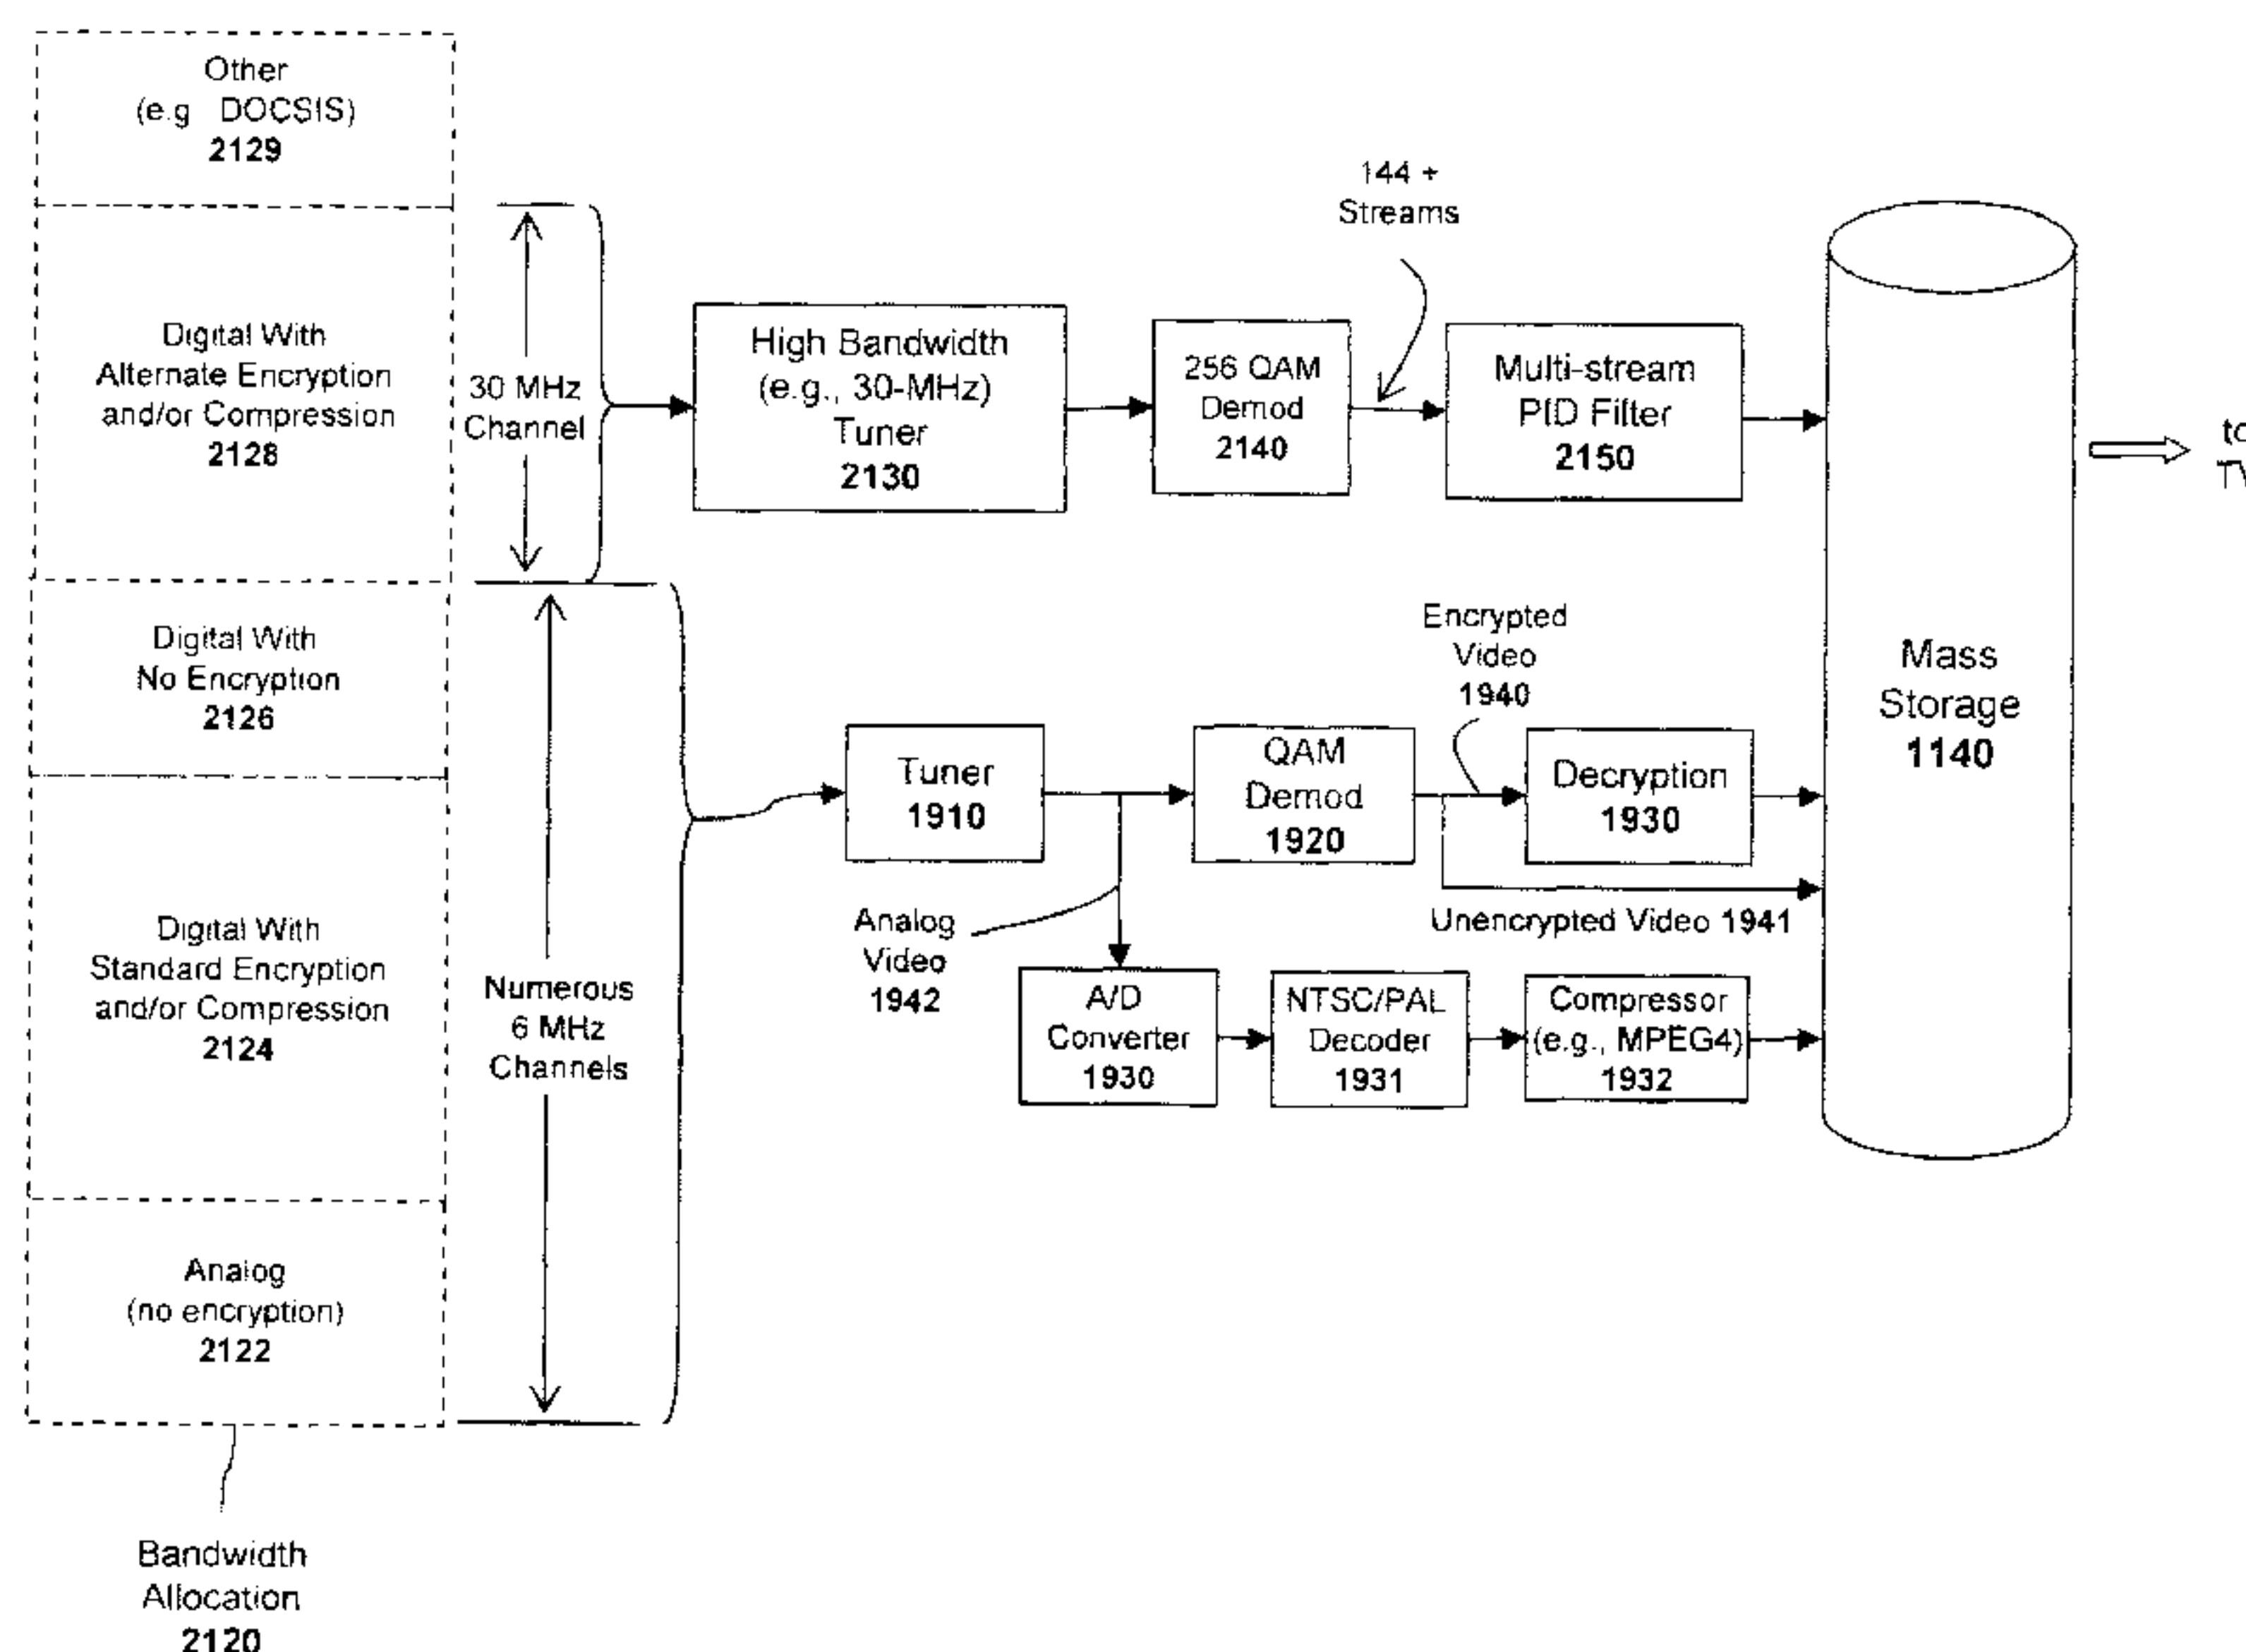 Other
(e.g DOCSIS)
2129
Digital With
Alternate Encryption
and/or Compression
2128
30 MHz
Channel
High Bandwidth
(e.g., 30-MHz)
Tuner
2130
256 QAM
Demod
2140
144 +
Streams
Multi-stream
PID Filter
2150
Mass
Storage
1140
Digital With
No Encryption
2126
Digital With
Standard Encryption
and/or Compression
2124
Numerous
6 MHz
Channels
Tuner
1910
QAM
Demod
1920
Encrypted
Video
1940
Decryption
1930
Unencrypted Video 1941
Analog
Video
1942
A/D
Converter
1930
NTSC/PAL
Decoder
1931
Compressor
(e.g., MPEG4)
1932
Analog
(no encryption)
2122
Bandwidth
Allocation
2120